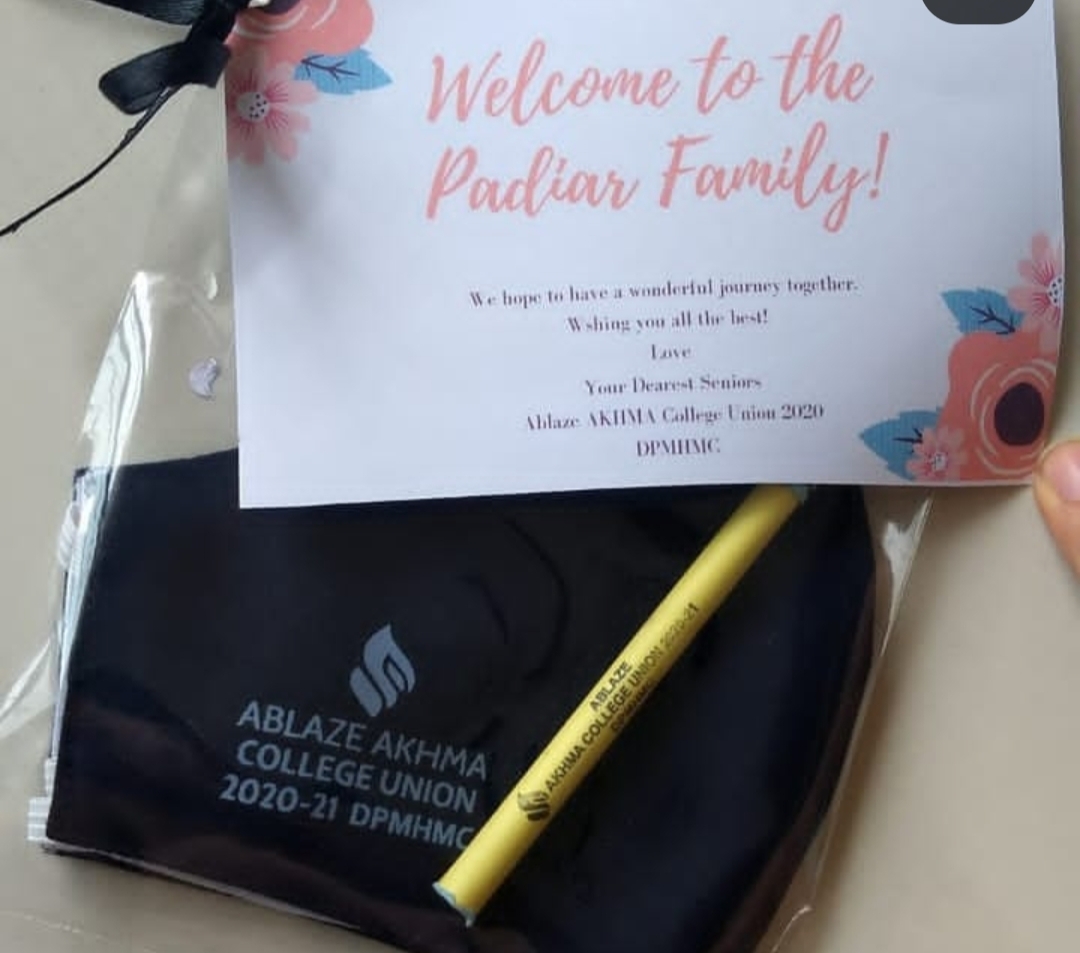 Welcome to the
Padiar Family!
We hope to have a wonderful journey together.
Wshing you all the best!
Love
Your Dearest Seniors
Ablaze AKHMA College Union 2020
DPMHMC
ABLAZE AKHMA
COLLEGE UNION
2020-21 DPMHMC
ABLAZE
AKHMA COLLEGE UNION 2020-21